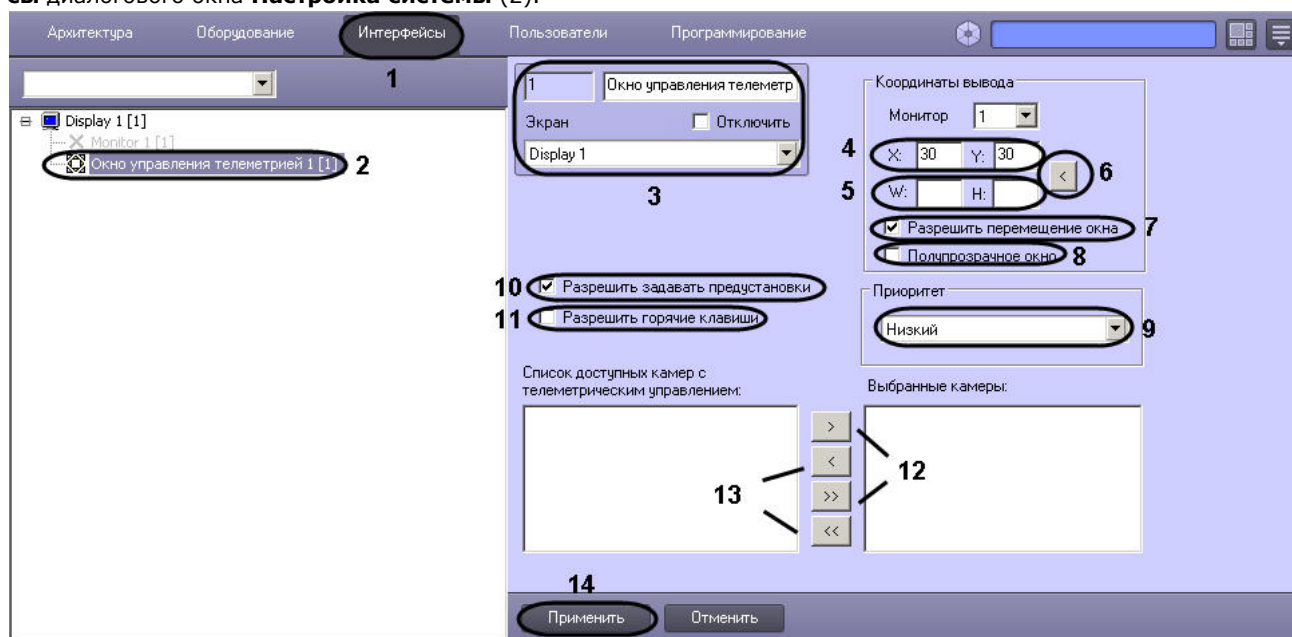 сы диалогового окна Настройка системы (2).
Архитектура Оборудование Интерфейсы Пользователи Программирование
1
Display 1 [1]
Monitor 1 [1]
Окно управления телеметрией 1 [1] 2
1 Окно управления телеметр
Экран Отключить
Display 1
3
Координаты вывода
Монитор 1
4 X: 30 Y: 30
5 W: H: < 6
Разрешить перемещение окна 7
Полупрозрачное окно 8
10 Разрешить задавать предустановки
11 Разрешить горячие клавиши
Приоритет
Низкий 9
Список доступных камер с
телеметрическим управлением:
Выбранные камеры:
>
<
>>
<<
12
13
14
Применить Отменить